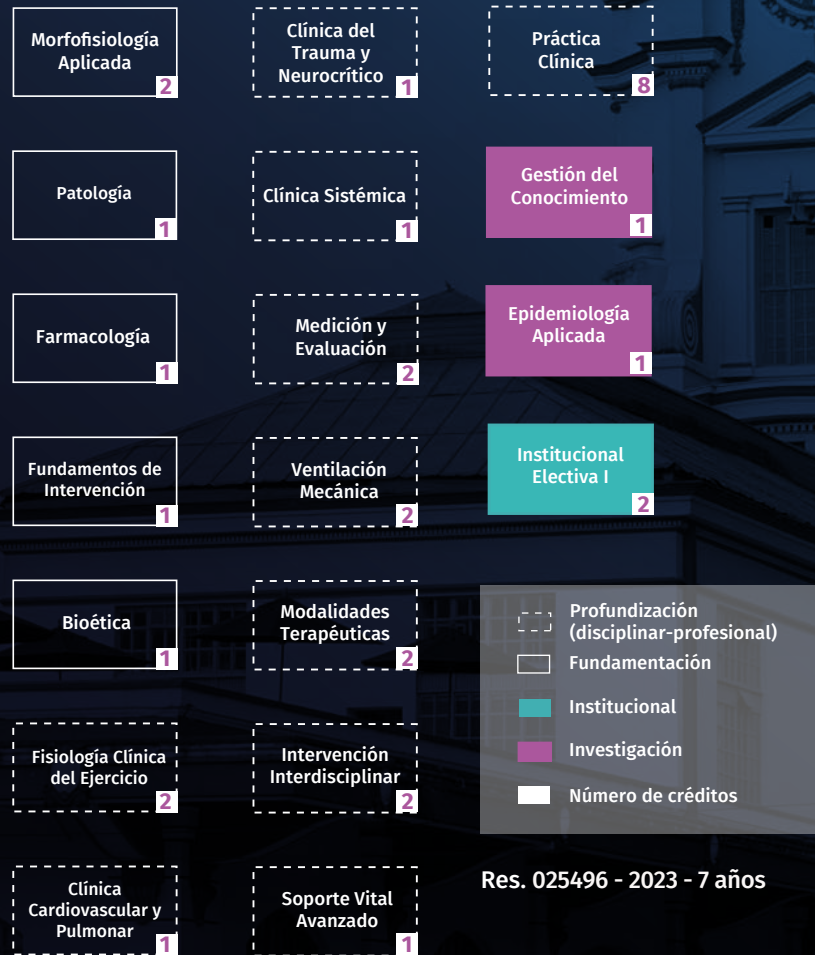 Morfofisiología
Aplicada
2
Patología
1
Farmacología
1
Fundamentos de
Intervención
1
Bioética
1
Fisiología Clínica
del Ejercicio
2
Clínica
Cardiovascular y
Pulmonar
1
Clínica del
Trauma y
Neurocrítico
1
Clínica Sistémica
1
Medición y
Evaluación
2
Ventilación
Mecánica
2
Modalidades
Terapéuticas
2
Intervención
Interdisciplinar
2
Soporte Vital
Avanzado
1
Práctica
Clínica
8
Gestión del
Conocimiento
1
Epidemiología
Aplicada
1
Institucional
Electiva I
2
Profundización
(disciplinar-profesional)
Fundamentación
Institucional
Investigación
Número de créditos
Res. 025496 - 2023 - 7 años